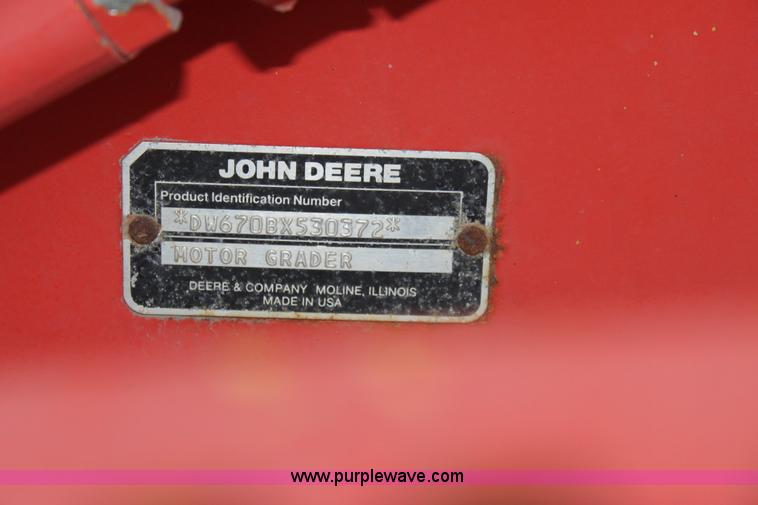 JOHN DEERE
Product Identification Number
*DW670BX530372*
MOTOR GRADER
DEERE & COMPANY MOLINE, ILLINOIS
MADE IN USA
www.purplewave.com